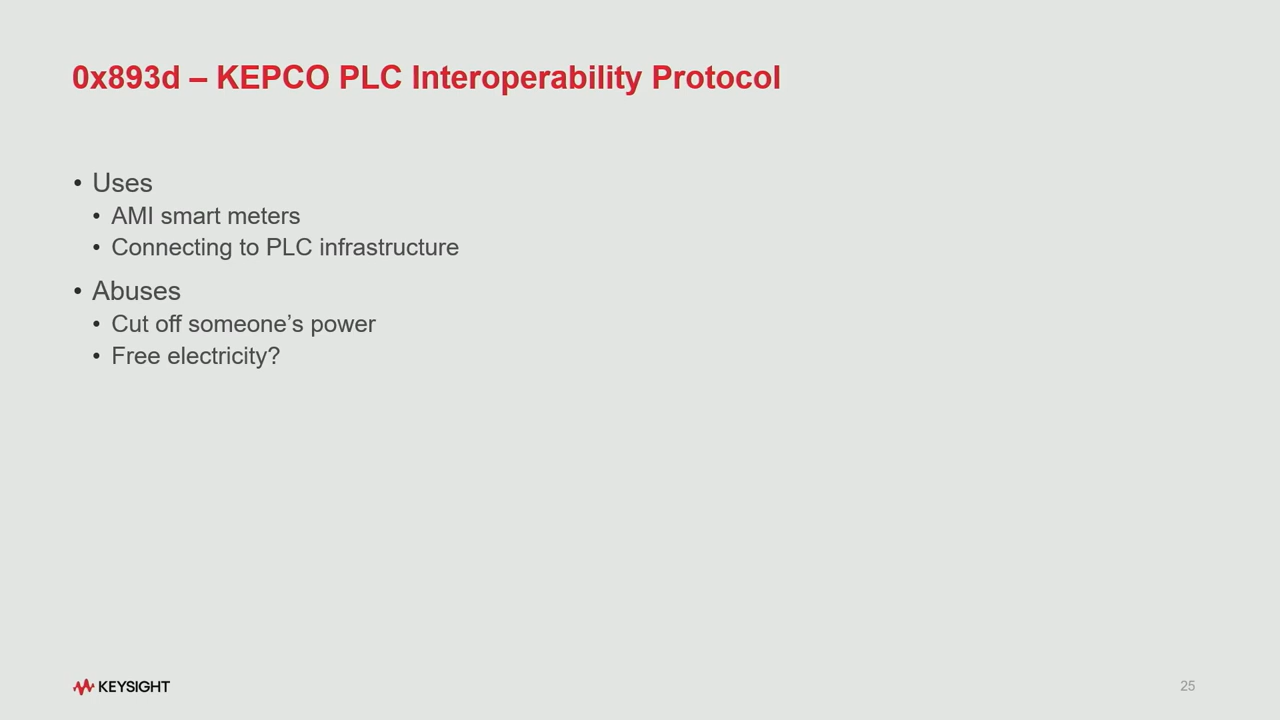 0x893d – KEPCO PLC Interoperability Protocol
• Uses
• AMI smart meters
• Connecting to PLC infrastructure
• Abuses
• Cut off someone’s power
• Free electricity?
KEYSIGHT
25